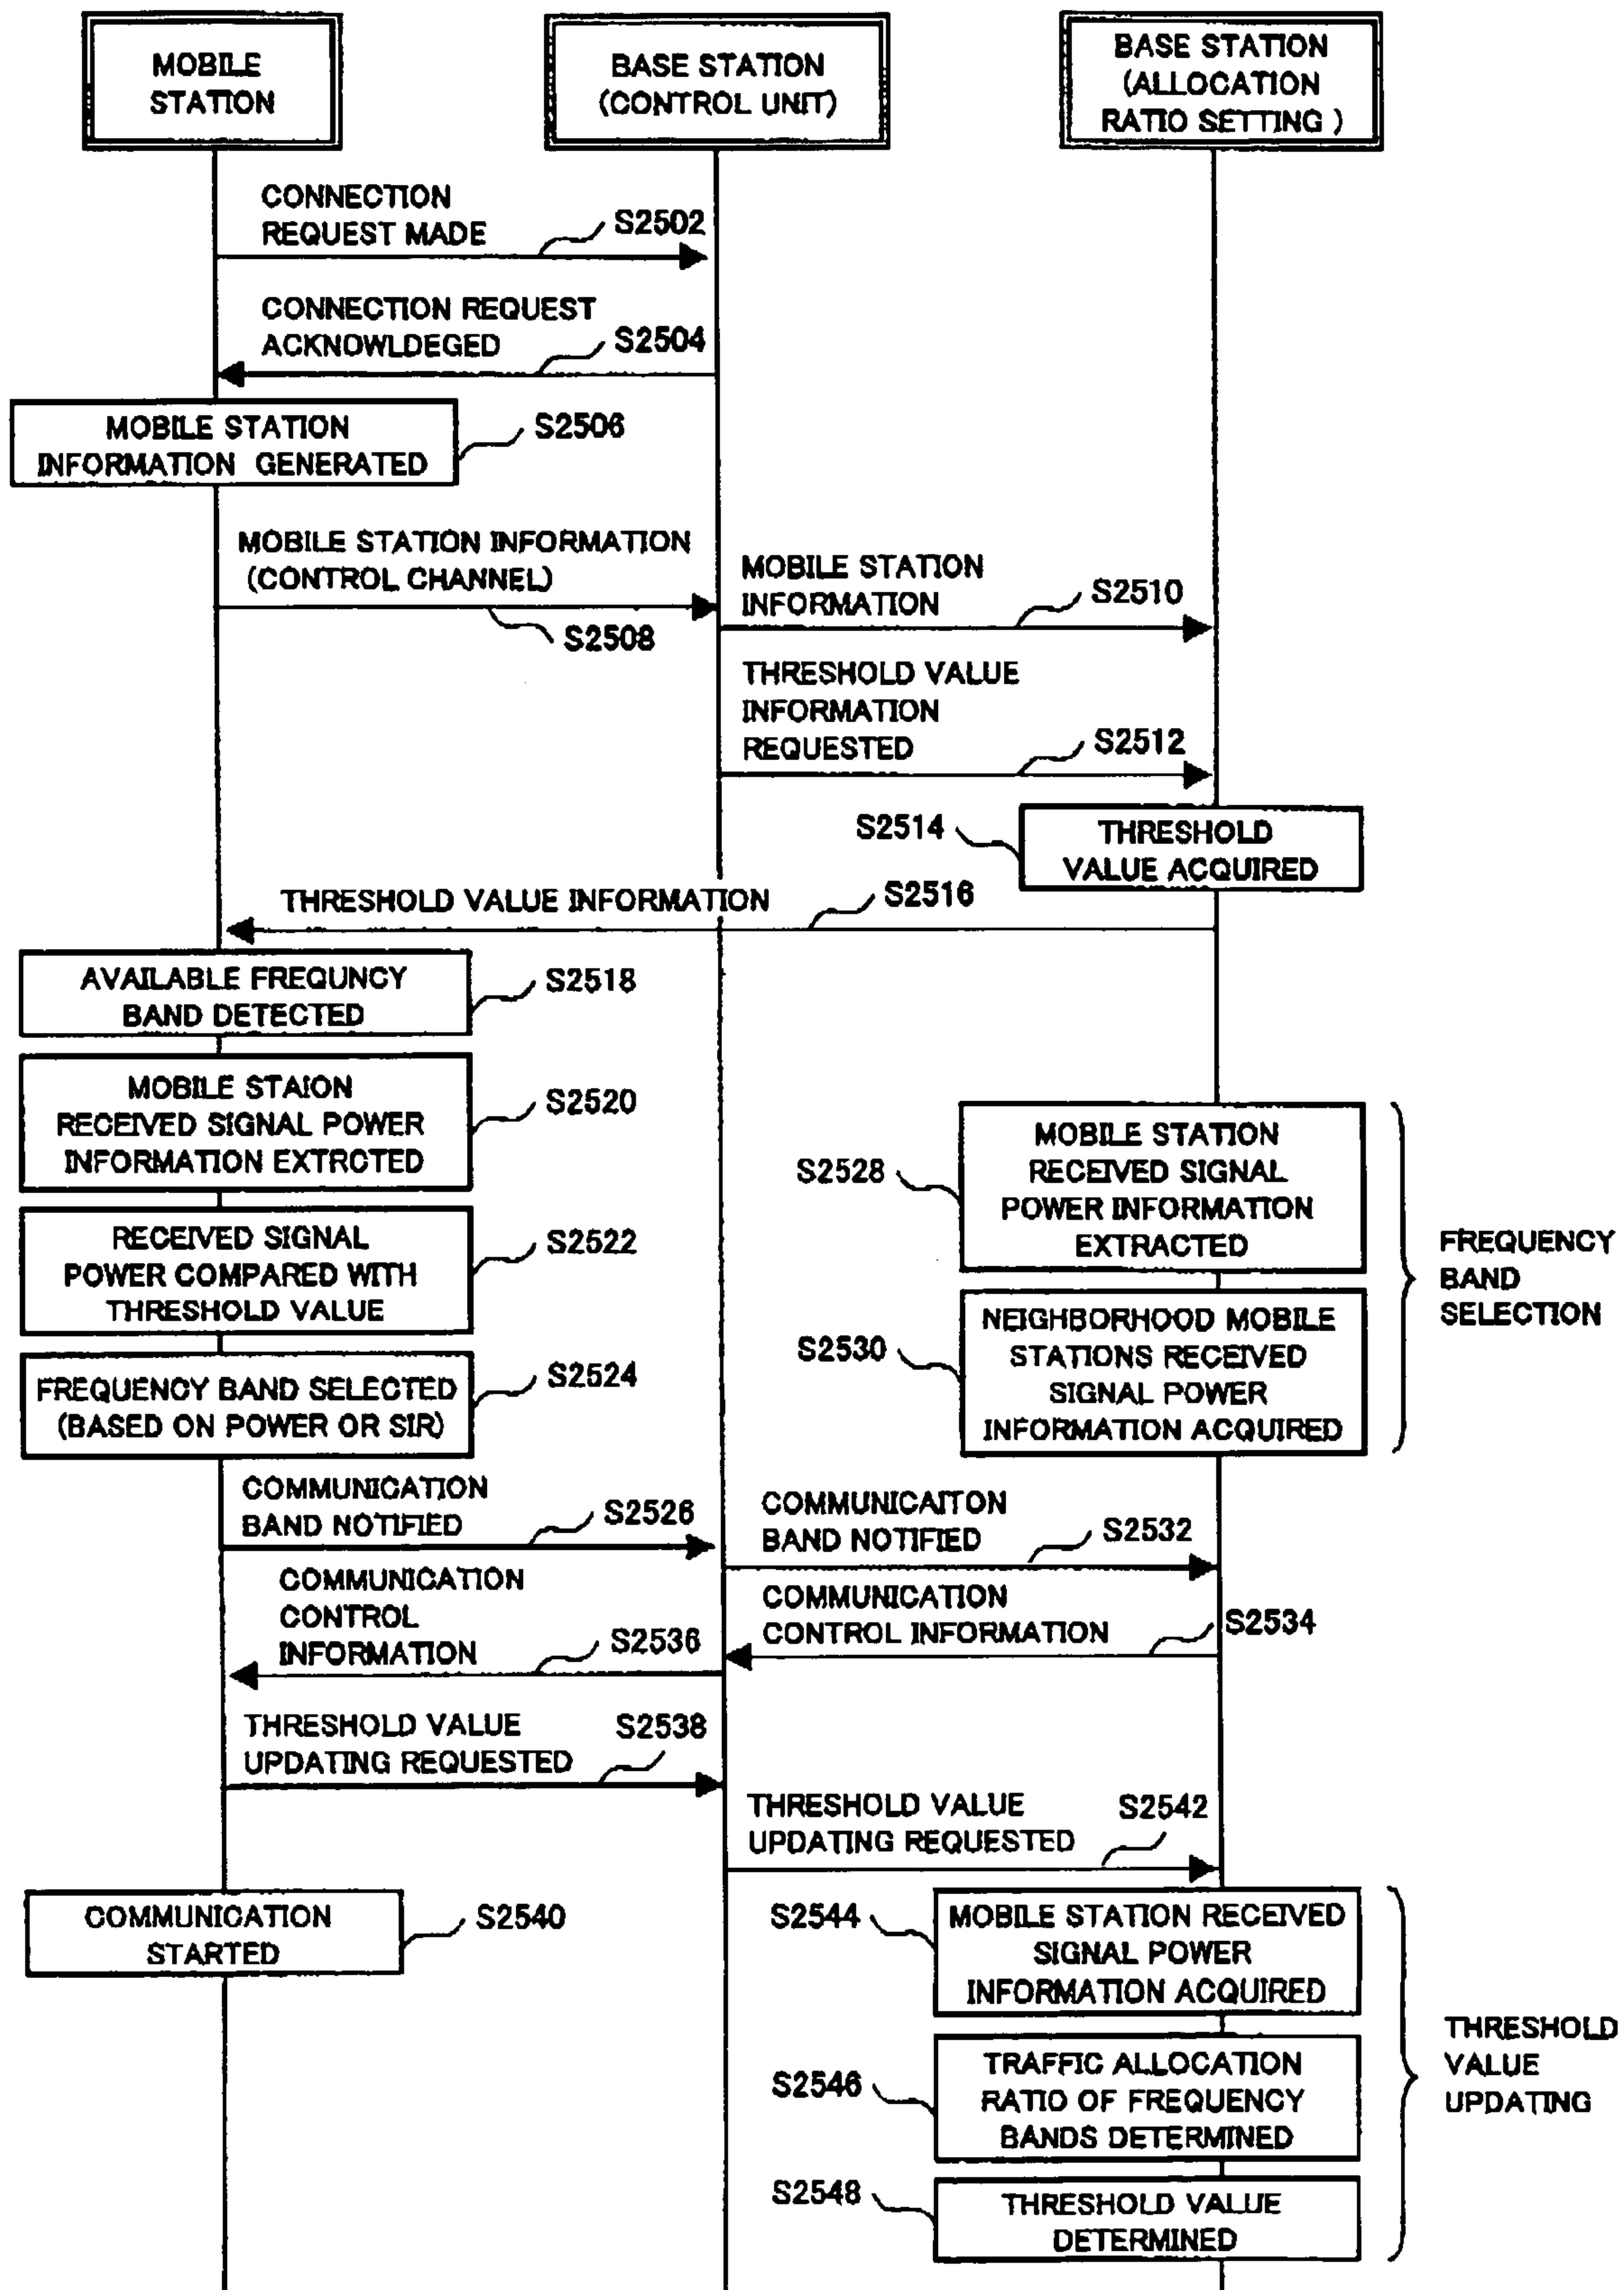 MOBILE
STATION
BASE STATION
(CONTROL UNIT)
BASE STATION
(ALLOCATION
RATIO SETTING )
CONNECTION
REQUEST MADE
S2502
CONNECTION REQUEST
ACKNOWLDEGED
S2504
MOBILE STATION
INFORMATION GENERATED
S2506
MOBILE STATION INFORMATION
(CONTROL CHANNEL)
S2508
MOBILE STATION
INFORMATION
S2510
THRESHOLD VALUE
INFORMATION
REQUESTED
S2512
S2514
THRESHOLD
VALUE ACQUIRED
THRESHOLD VALUE INFORMATION
S2516
AVAILABLE FREQUNCY
BAND DETECTED
S2518
MOBILE STAION
RECEIVED SIGNAL POWER
INFORMATION EXTRCTED
S2520
RECEIVED SIGNAL
POWER COMPARED WITH
THRESHOLD VALUE
S2522
FREQUENCY BAND SELECTED
(BASED ON POWER OR SIR)
S2524
S2528
MOBILE STATION
RECEIVED SIGNAL
POWER INFORMATION
EXTRACTED
S2530
NEIGHBORHOOD MOBILE
STATIONS RECEIVED
SIGNAL POWER
INFORMATION ACQUIRED
FREQUENCY
BAND
SELECTION
COMMUNICATION
BAND NOTIFIED
S2526
COMMUNICAITON
BAND NOTIFIED
S2532
COMMUNICATION
CONTROL INFORMATION
S2534
COMMUNICATION
CONTROL
INFORMATION
S2536
THRESHOLD VALUE
UPDATING REQUESTED
S2538
THRESHOLD VALUE
UPDATING REQUESTED
S2542
COMMUNICATION
STARTED
S2540
S2544
MOBILE STATION RECEIVED
SIGNAL POWER
INFORMATION ACQUIRED
S2546
TRAFFIC ALLOCATION
RATIO OF FREQUENCY
BANDS DETERMINED
S2548
THRESHOLD VALUE
DETERMINED
THRESHOLD
VALUE
UPDATING